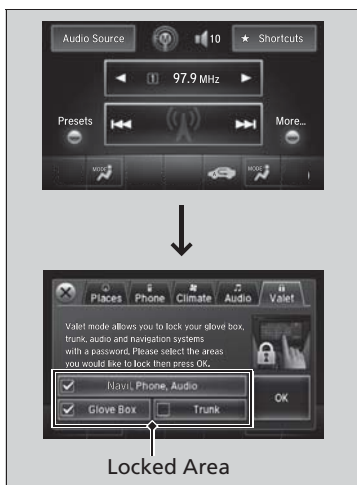 Audio Source
FM
10
★ Shortcuts
1 97.9 MHz
Presets
More...
MODE
MODE
Places
Phone
Climate
Audio
Valet
Valet mode allows you to lock your glove box,
trunk, audio and navigation systems
with a password. Please select the areas
you would like to lock then press OK.
Navi, Phone, Audio
Glove Box
Trunk
OK
Locked Area